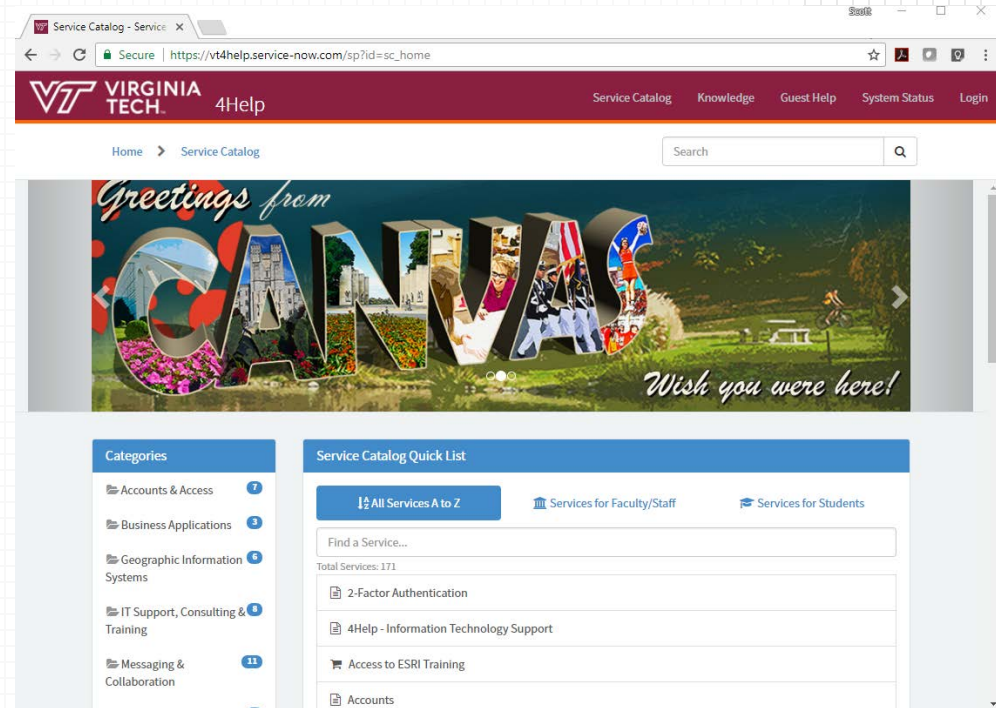 Scott
Service Catalog - Service
Secure | https://vt4help.service-now.com/sp?id=sc_home
VT VIRGINIA TECH™ 4Help
Service Catalog Knowledge Guest Help System Status Login
Home > Service Catalog
Search
Greetings from
CANVAS
Wish you were here!
Categories
Accounts & Access 7
Business Applications 3
Geographic Information 6
Systems
IT Support, Consulting & 8
Training
Messaging & 11
Collaboration
Service Catalog Quick List
All Services A to Z Services for Faculty/Staff Services for Students
Find a Service...
Total Services: 171
2-Factor Authentication
4Help - Information Technology Support
Access to ESRI Training
Accounts